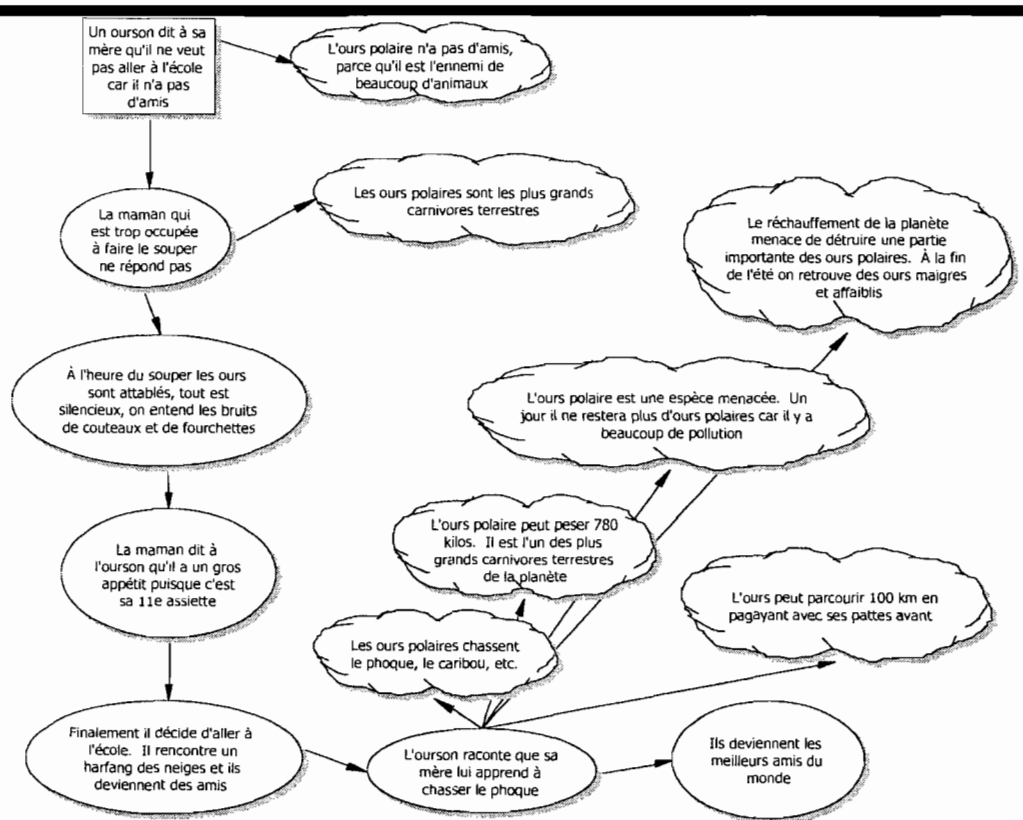 Un ourson dit à sa
mère qu'il ne veut
pas aller à l'école
car il n'a pas
d'amis
L'ours polaire n'a pas d'amis,
parce qu'il est l'ennemi de
beaucoup d'animaux
La maman qui
est trop occupée
à faire le souper
ne répond pas
Les ours polaires sont les plus grands
carnivores terrestres
Le réchauffement de la planète
menace de détruire une partie
importante des ours polaires. À la fin
de l'été on retrouve des ours maigres
et affaiblis
À l'heure du souper les ours
sont attablés, tout est
silencieux, on entend les bruits
de couteaux et de fourchettes
L'ours polaire est une espèce menacée. Un
jour il ne restera plus d'ours polaires car il y a
beaucoup de pollution
La maman dit à
l'ourson qu'il a un gros
appétit puisque c'est
sa 11e assiette
L'ours polaire peut peser 780
kilos. Il est l'un des plus
grands carnivores terrestres
de la planète
L'ours peut parcourir 100 km en
pagayant avec ses pattes avant
Les ours polaires chassent
le phoque, le caribou, etc.
Finalement il décide d'aller à
l'école. Il rencontre un
harfang des neiges et ils
deviennent des amis
L'ourson raconte que sa
mère lui apprend à
chasser le phoque
Ils deviennent les
meilleurs amis du
monde